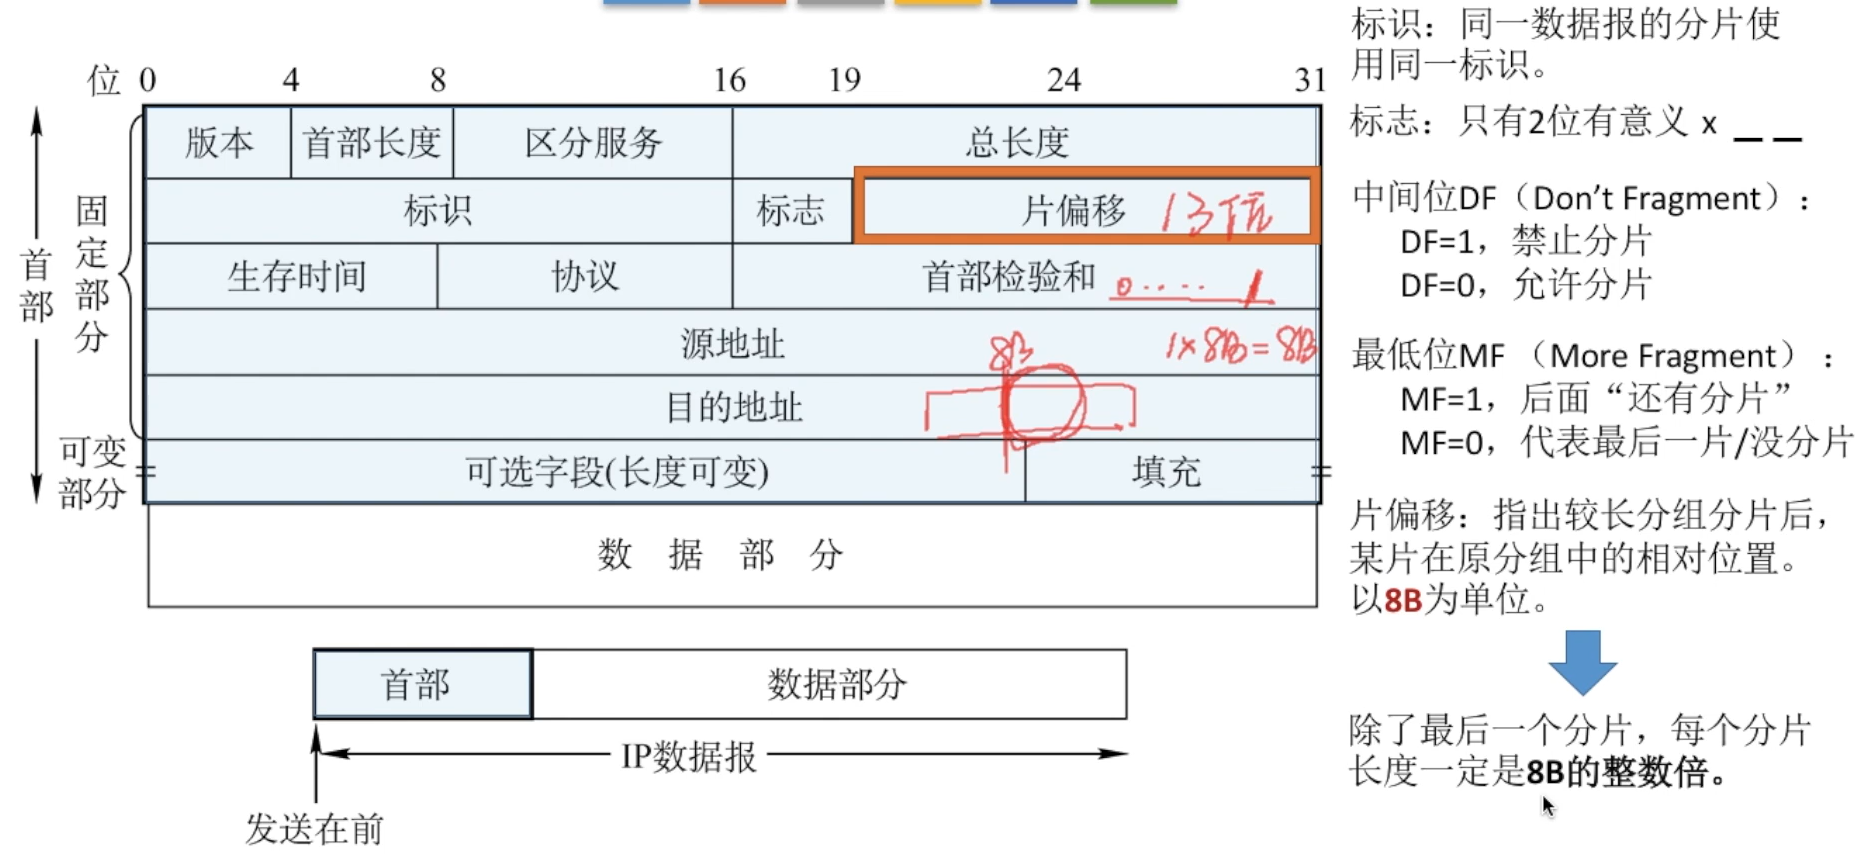 位 0 4 8 16 19 24 31
版本 首部长度 区分服务 总长度
标识 标志 片偏移 13位
生存时间 协议 首部检验和 0 ····· 1
源地址 8B 1×8B=8B
目的地址
可选字段(长度可变) 填充
数 据 部 分
首部
固定部分
可变
部分
首部 数据部分
IP数据报
发送在前
标识：同一数据报的分片使
用同一标识。
标志：只有2位有意义 x _ _
中间位DF（Don't Fragment）：
DF=1，禁止分片
DF=0，允许分片
最低位MF （More Fragment）：
MF=1，后面“还有分片”
MF=0，代表最后一片/没分片
片偏移：指出较长分组分片后，
某片在原分组中的相对位置。
以8B为单位。
除了最后一个分片，每个分片
长度一定是8B的整数倍。